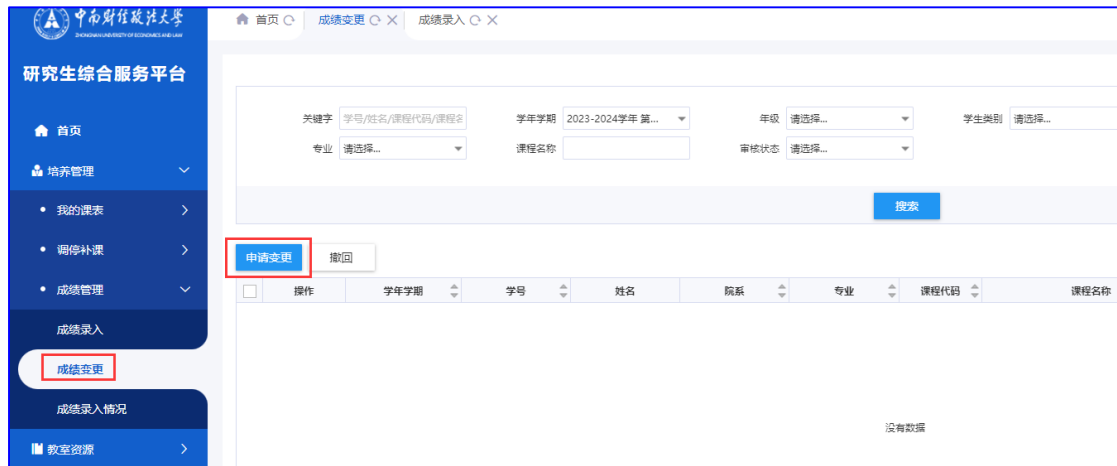 中南财经政法大学
ZHONGNAN UNIVERSITY OF ECONOMICS AND LAW
首页 成绩变更 成绩录入
研究生综合服务平台
首页
培养管理
我的课表
调停补课
成绩管理
成绩录入
成绩变更
成绩录入情况
教室资源
关键字 学号/姓名/课程代码/课程名 学年学期 2023-2024学年 第... 年级 请选择... 学生类别 请选择...
专业 请选择... 课程名称 审核状态 请选择...
搜索
申请变更 撤回
操作 学年学期 学号 姓名 院系 专业 课程代码 课程名称
没有数据